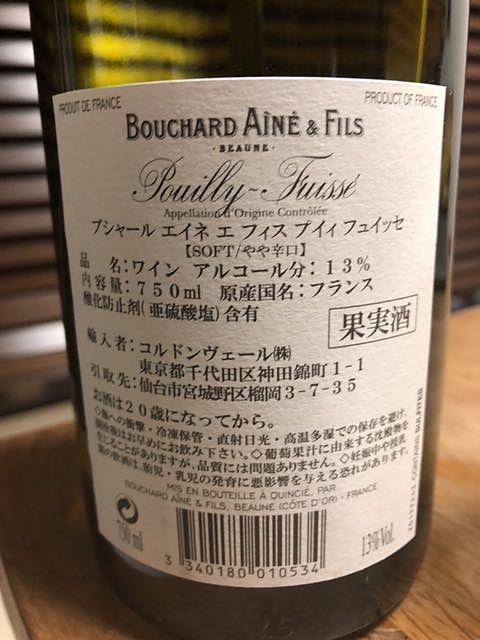 PRODUIT DE FRANCE
PRODUCT OF FRANCE
BOUCHARD AÎNÉ & FILS
· BEAUNE ·
Pouilly-Fuissé
Appellation d'Origine Contrôlée
ブシャール エイネ エ フィス プイィ フュイッセ
【SOFT/やや辛口】
品 名：ワイン アルコール分：13%
内容量：750ml 原産国名：フランス
酸化防止剤(亜硫酸塩)含有
果実酒
輸入者：コルドンヴェール㈱
東京都千代田区神田錦町1-1
引取先：仙台市宮城野区榴岡3-7-35
お酒は20歳になってから。
◇瓶への衝撃・冷凍保管・直射日光・高温多湿での保存を避け、
開栓後はお早めにお飲み下さい。◇葡萄果汁に由来する沈殿物を
生じることがありますが、品質には問題ありません。◇妊娠中や授乳
期の飲酒は、胎児・乳児の発育に悪影響を与える恐れがあります。
MIS EN BOUTEILLE À QUINCIÉ, PAR
BOUCHARD AÎNÉ & FILS, BEAUNE (CÔTE D'OR) - FRANCE
CONTAINS SULFITES
750 ml
13%Vol.
3 340180 010534